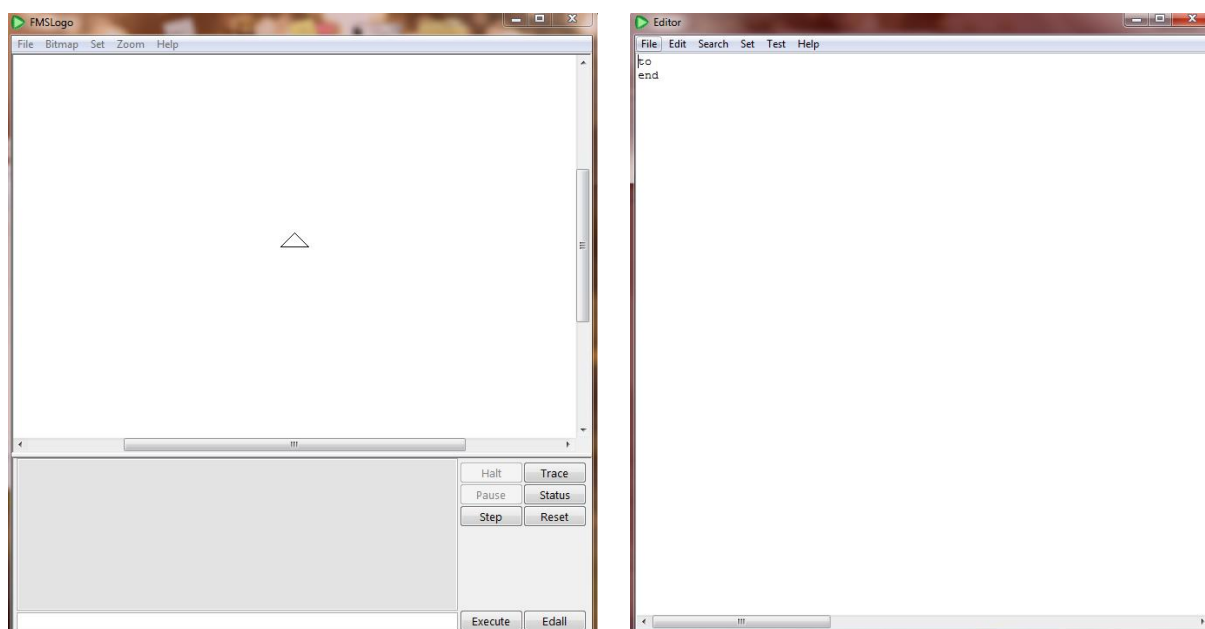 FMSLogo
File Bitmap Set Zoom Help
Halt Trace
Pause Status
Step Reset
Execute Edall
Editor
File Edit Search Set Test Help
to
end